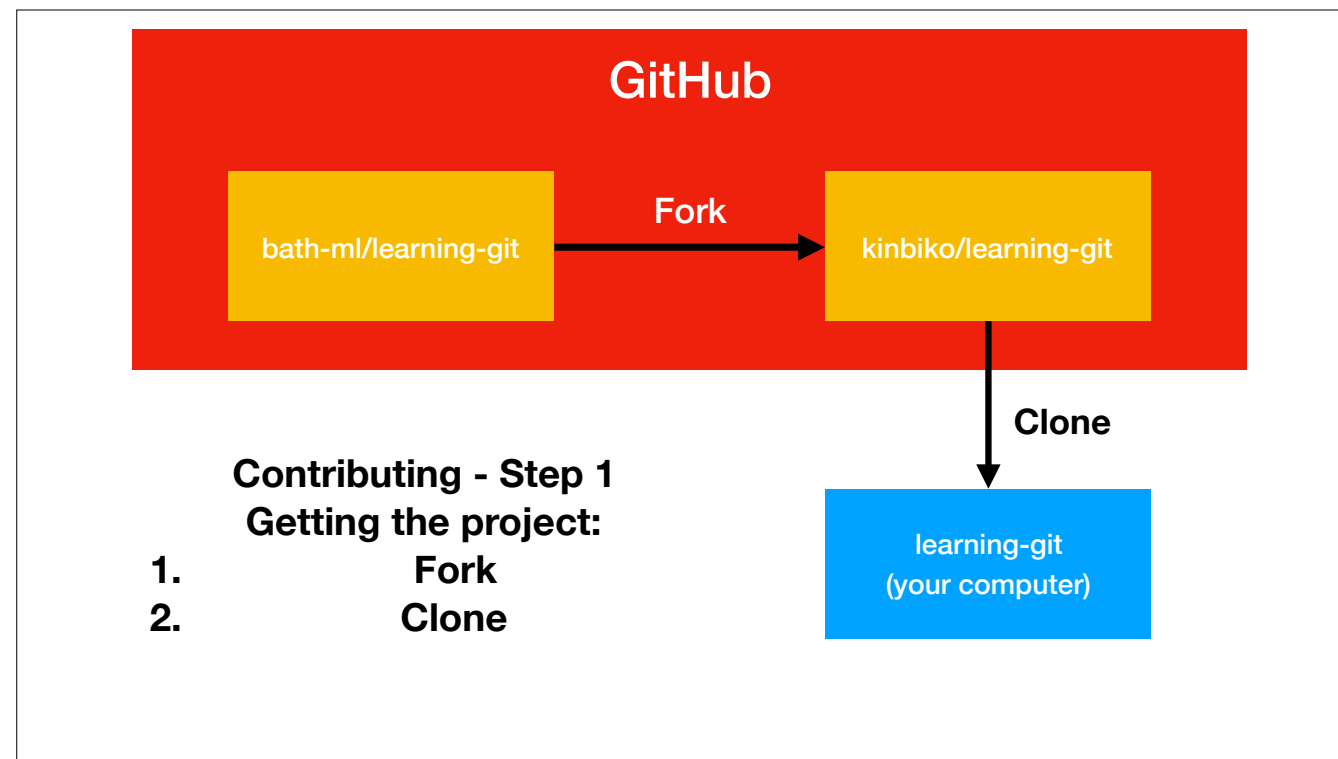 GitHub
bath-ml/learning-git
Fork
kinbiko/learning-git
Clone
Contributing - Step 1
Getting the project:
1. Fork
2. Clone
learning-git
(your computer)